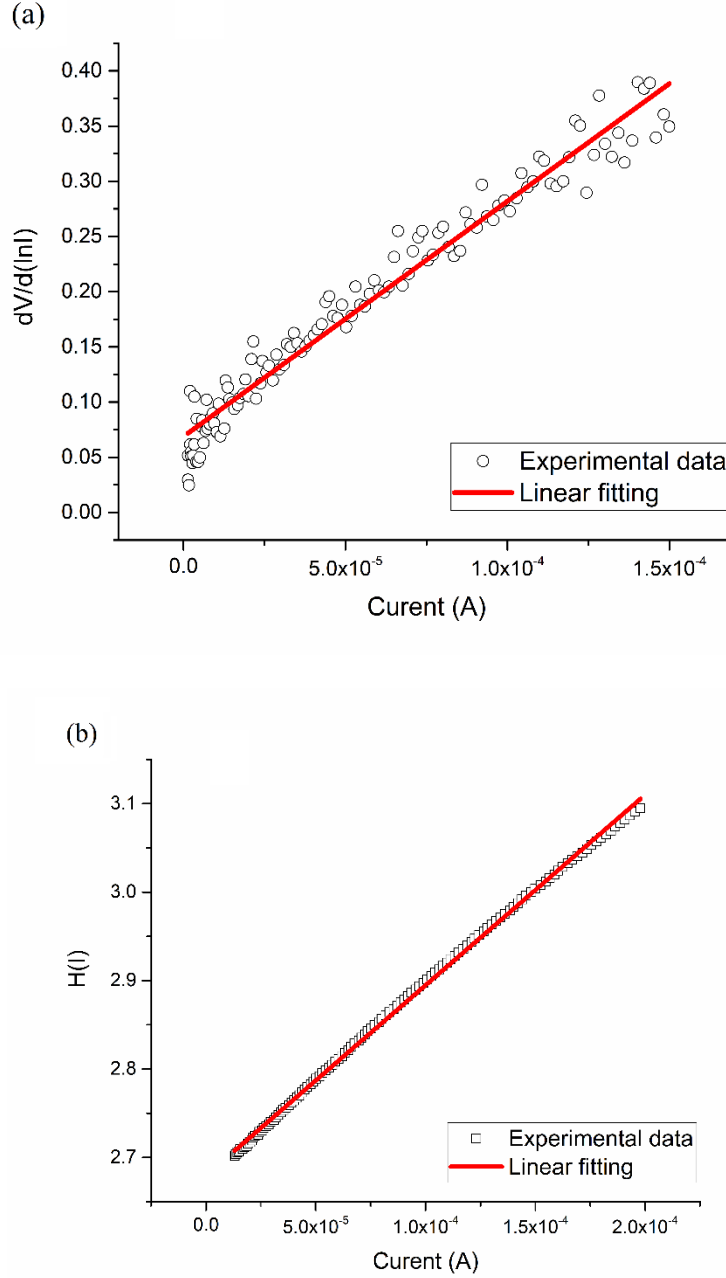 (a)
dV/d(lnI)
0.40
0.35
0.30
0.25
0.20
0.15
0.10
0.05
0.00
Experimental data
Linear fitting
0.0 5.0x10⁻⁵ 1.0x10⁻⁴ 1.5x10⁻⁴
Curent (A)
(b)
H(I)
3.1
3.0
2.9
2.8
2.7
Experimental data
Linear fitting
0.0 5.0x10⁻⁵ 1.0x10⁻⁴ 1.5x10⁻⁴ 2.0x10⁻⁴
Curent (A)